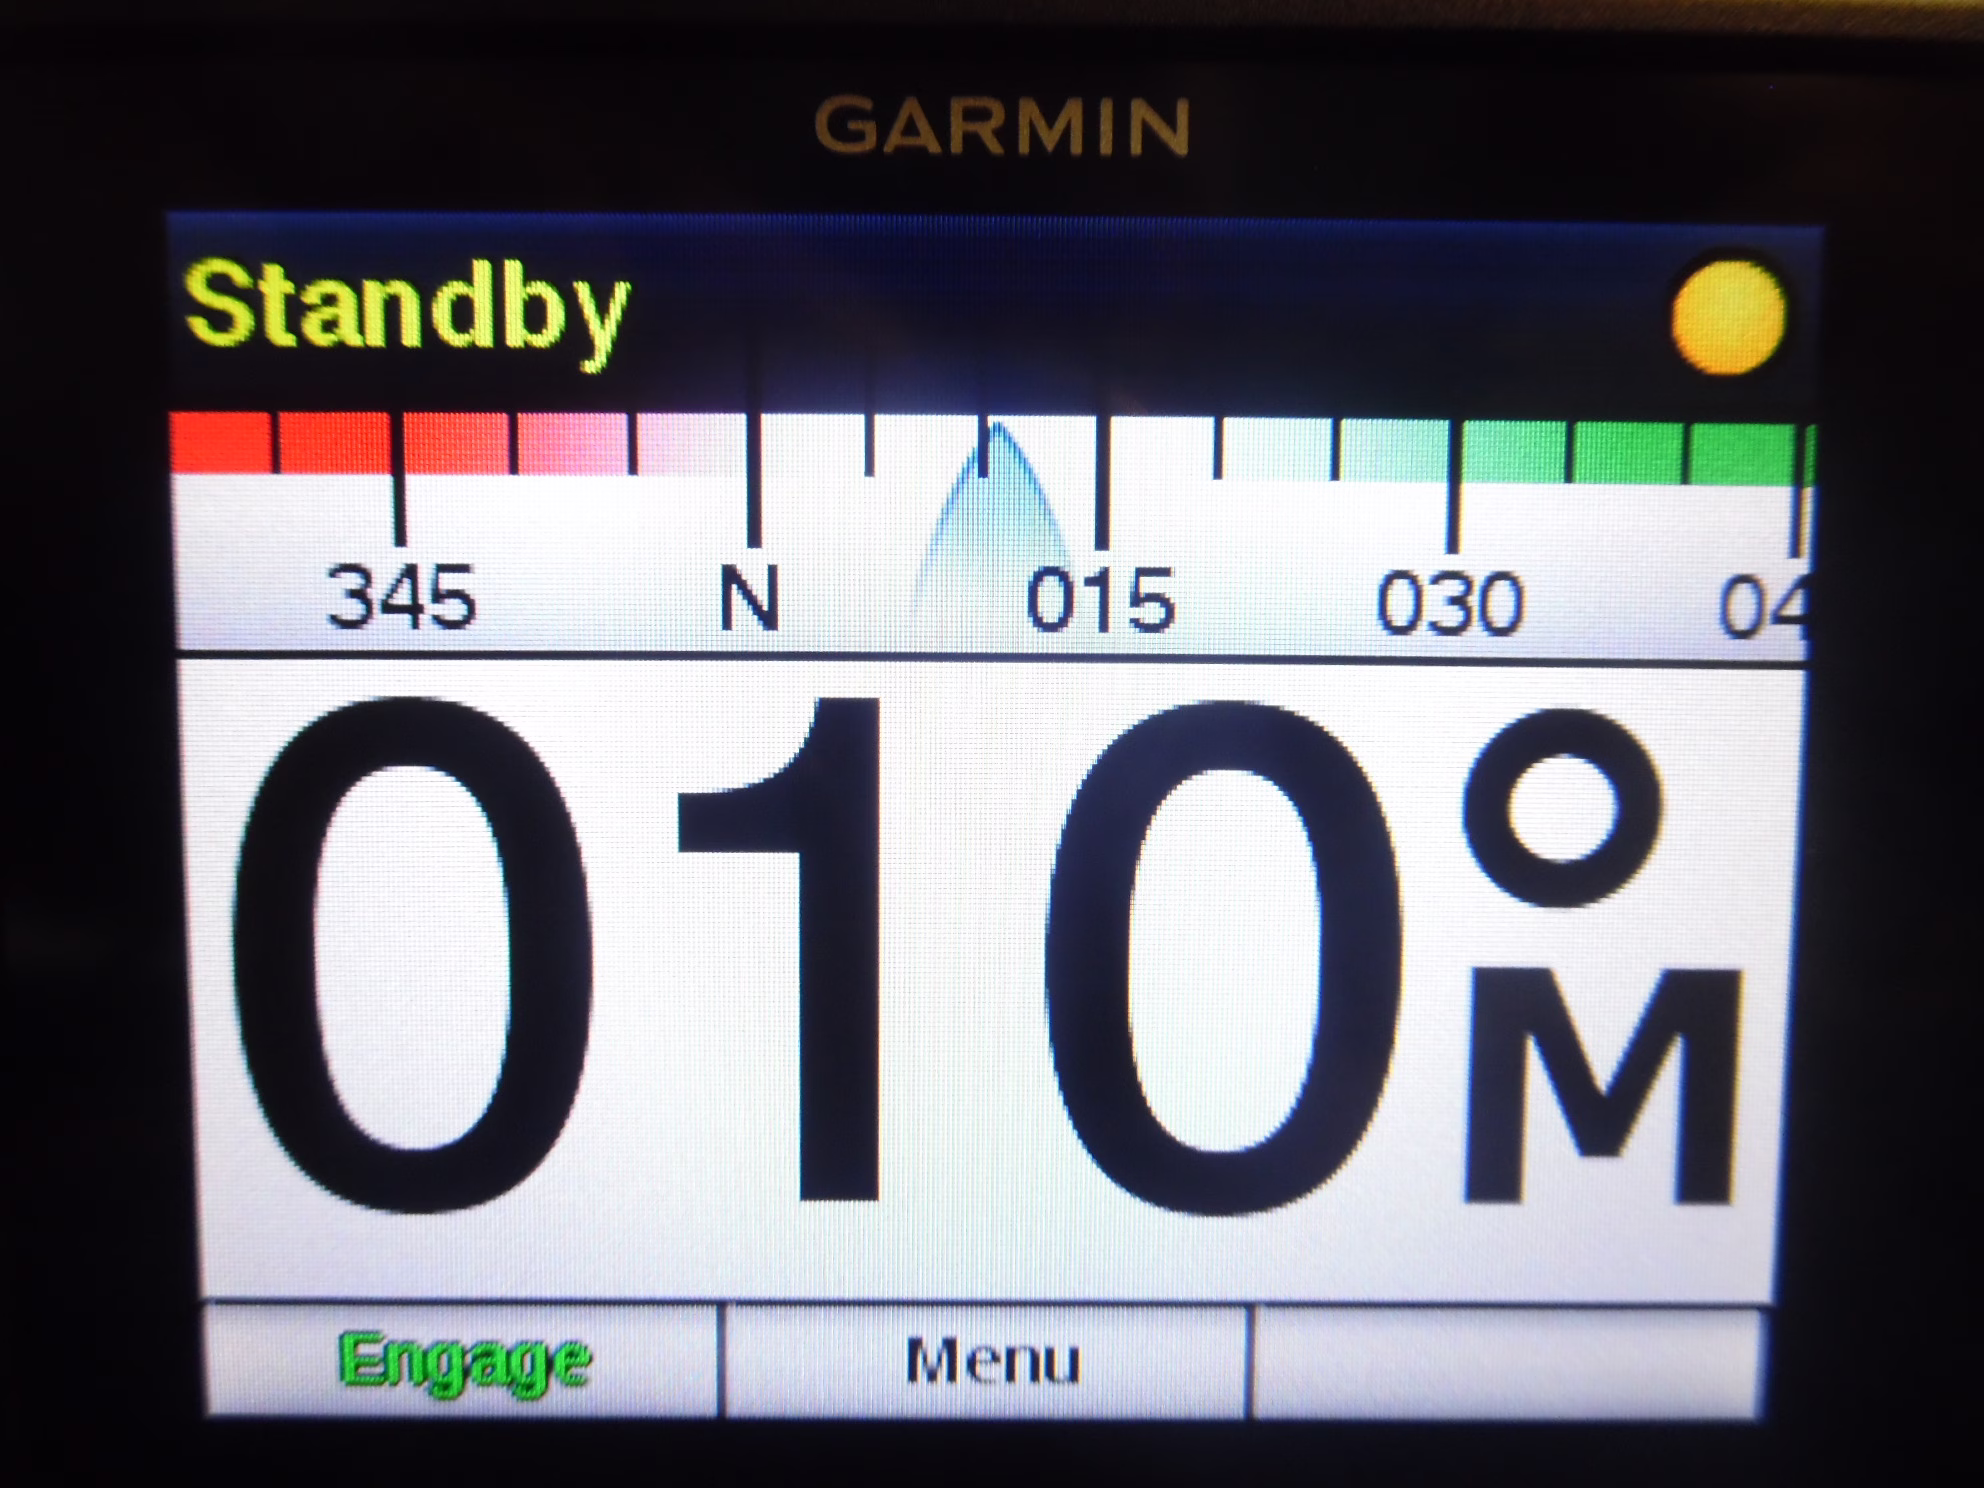 GARMIN
Standby
345 N 015 030 04
010°M
Engage Menu